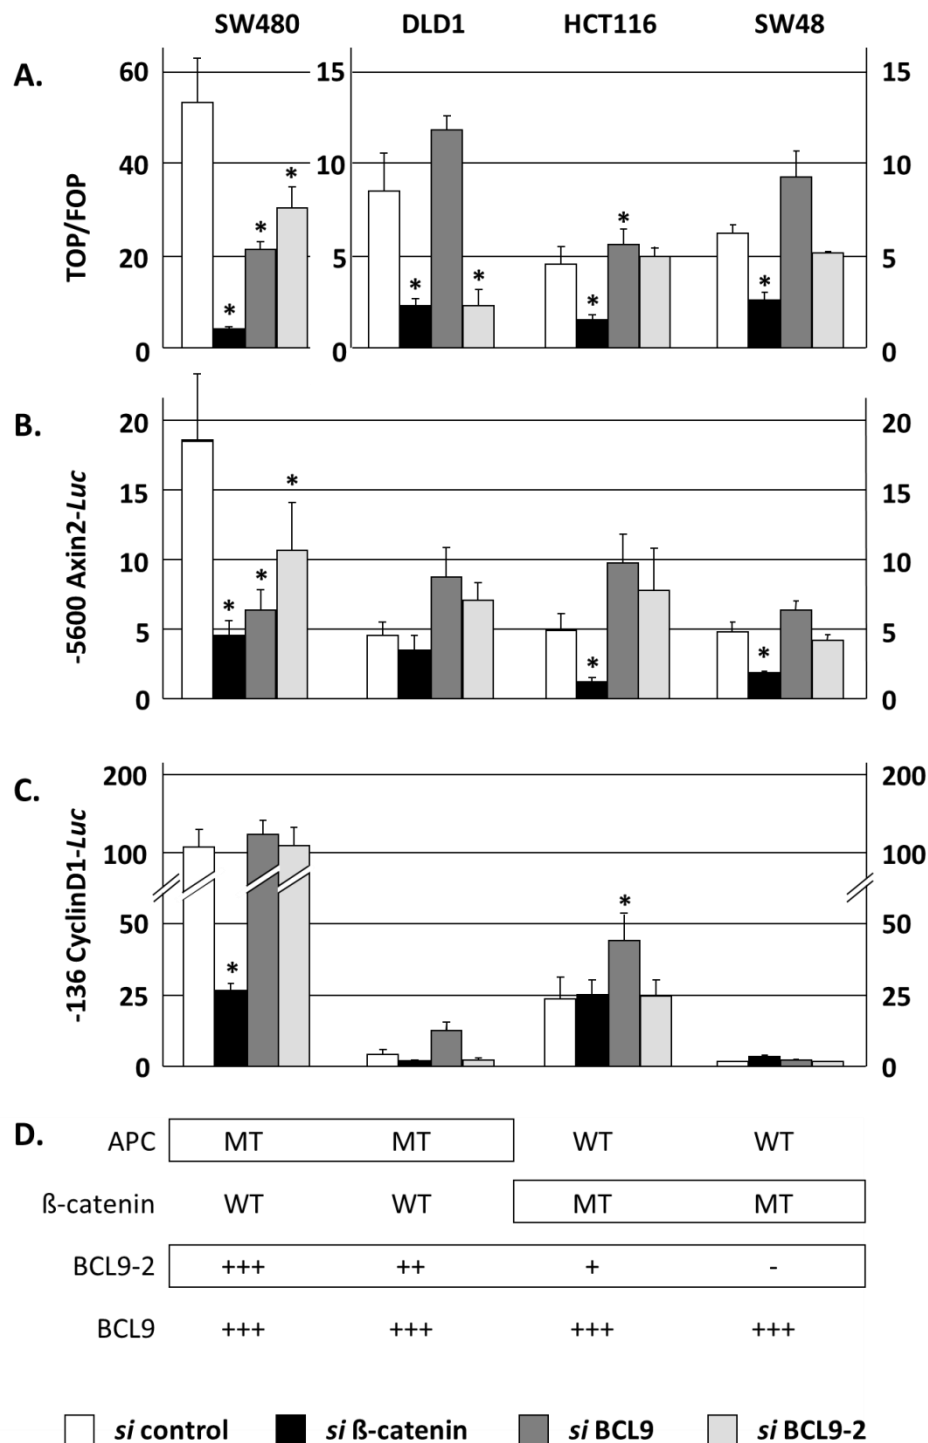 SW480 DLD1 HCT116 SW48
A.
TOP/FOP
60 15 15
40 10 10
20 5 5
0 0 0
* * * * * * * *
B.
-5600 Axin2-Luc
20 20
15 15
10 10
5 5
0 0
* * * * *
C.
-136 CyclinD1-Luc
200 200
100 100
50 50
25 25
0 0
* *
D.
APC MT MT WT WT
ß-catenin WT WT MT MT
BCL9-2 +++ ++ + -
BCL9 +++ +++ +++ +++
si control si ß-catenin si BCL9 si BCL9-2